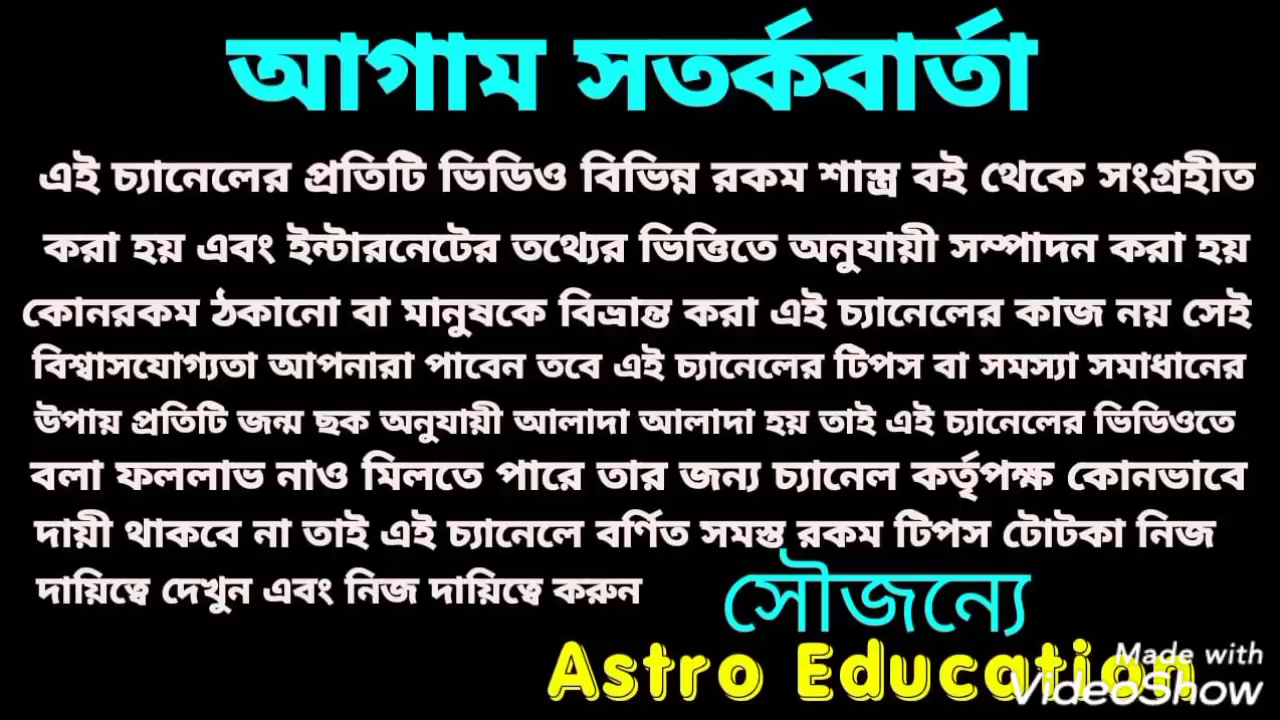 আগাম সতর্কবার্তা
এই চ্যানেলের প্রতিটি ভিডিও বিভিন্ন রকম শাস্ত্র বই থেকে সংগ্রহীত
করা হয় এবং ইন্টারনেটের তথ্যের ভিত্তিতে অনুযায়ী সম্পাদন করা হয়
কোনরকম ঠকানো বা মানুষকে বিভ্রান্ত করা এই চ্যানেলের কাজ নয় সেই
বিশ্বাসযোগ্যতা আপনারা পাবেন তবে এই চ্যানেলের টিপস বা সমস্যা সমাধানের
উপায় প্রতিটি জন্ম ছক অনুযায়ী আলাদা আলাদা হয় তাই এই চ্যানেলের ভিডিওতে
বলা ফললাভ নাও মিলতে পারে তার জন্য চ্যানেল কর্তৃপক্ষ কোনভাবে
দায়ী থাকবে না তাই এই চ্যানেলে বর্ণিত সমস্ত রকম টিপস টোটকা নিজ
দায়িত্বে দেখুন এবং নিজ দায়িত্বে করুন
সৌজন্যে
Astro Education
Made with
VideoShow